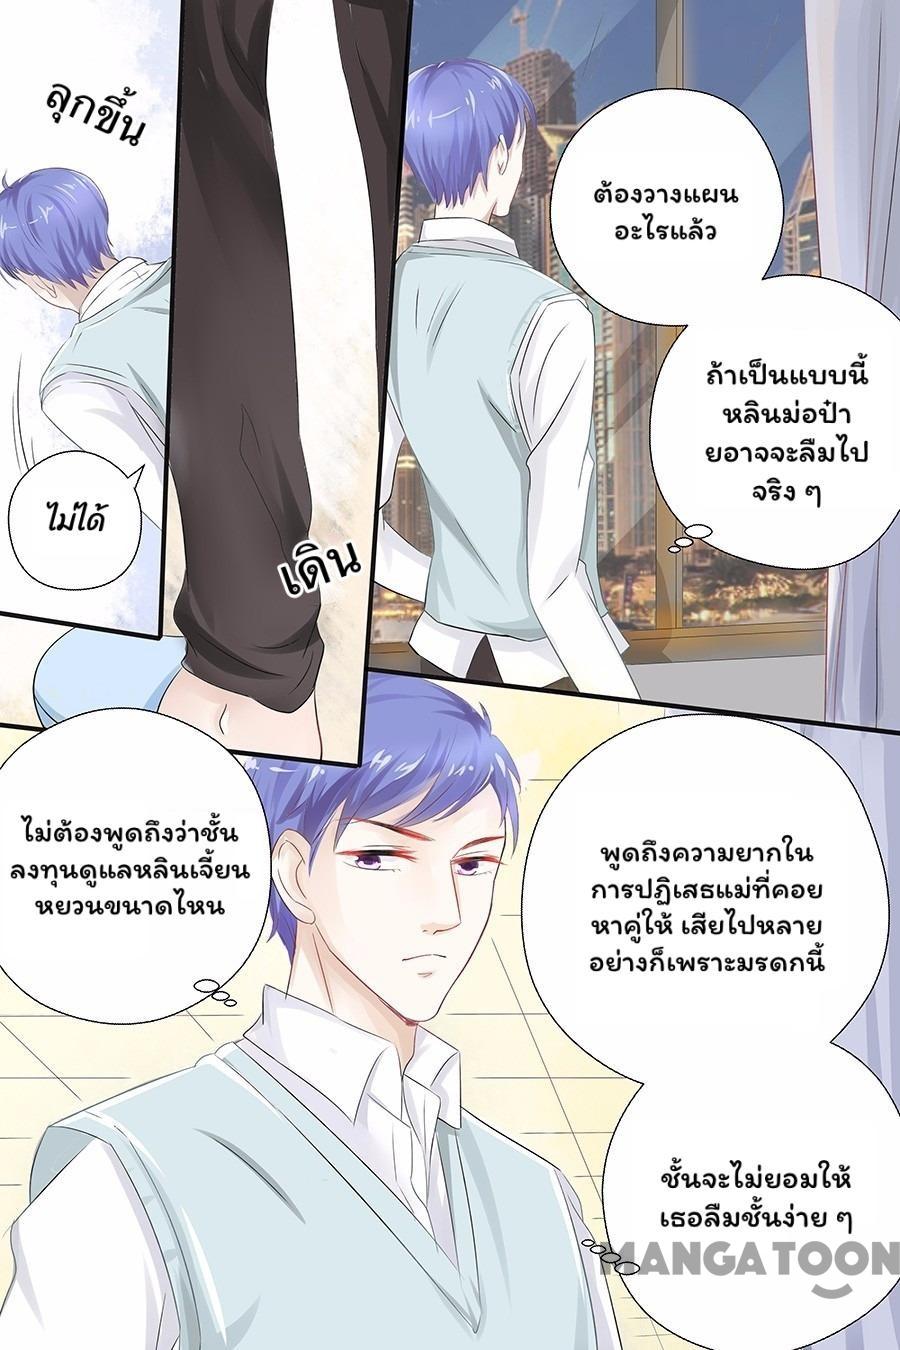 ลุกขึ้น
ไม่ได้
เดิน
ต้องวางแผน
อะไรแล้ว
ถ้าเป็นแบบนี้
หลินม่อป๋า
ยอาจจะลืมไป
จริง ๆ
ไม่ต้องพูดถึงว่าชั้น
ลงทุนดูแลหลินเจี้ยน
หยวนขนาดไหน
พูดถึงความยากใน
การปฏิเสธแม่ที่คอย
หาคู่ให้ เสียไปหลาย
อย่างก็เพราะมรดกนี้
ชั้นจะไม่ยอมให้
เธอลืมชั้นง่าย ๆ
MANGATOON